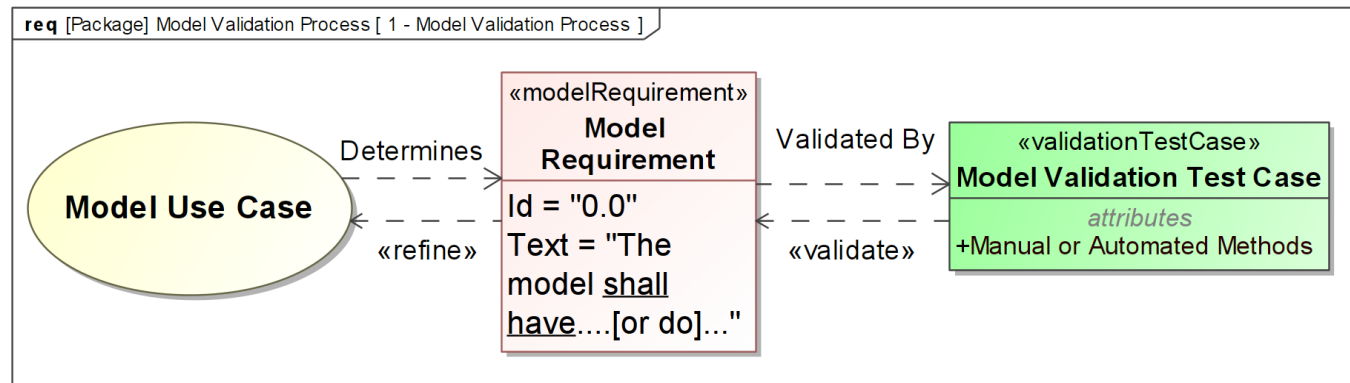 req [Package] Model Validation Process [ 1 - Model Validation Process ]
Model Use Case
Determines
«refine»
«modelRequirement»
Model
Requirement
Id = "0.0"
Text = "The
model shall
have....[or do]..."
Validated By
«validate»
«validationTestCase»
Model Validation Test Case
attributes
+Manual or Automated Methods